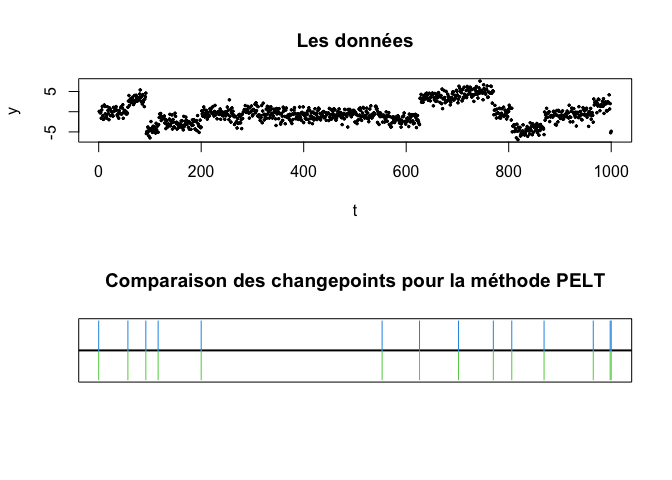 Les données
y
5
-5
0 200 400 600 800 1000
t
Comparaison des changepoints pour la méthode PELT